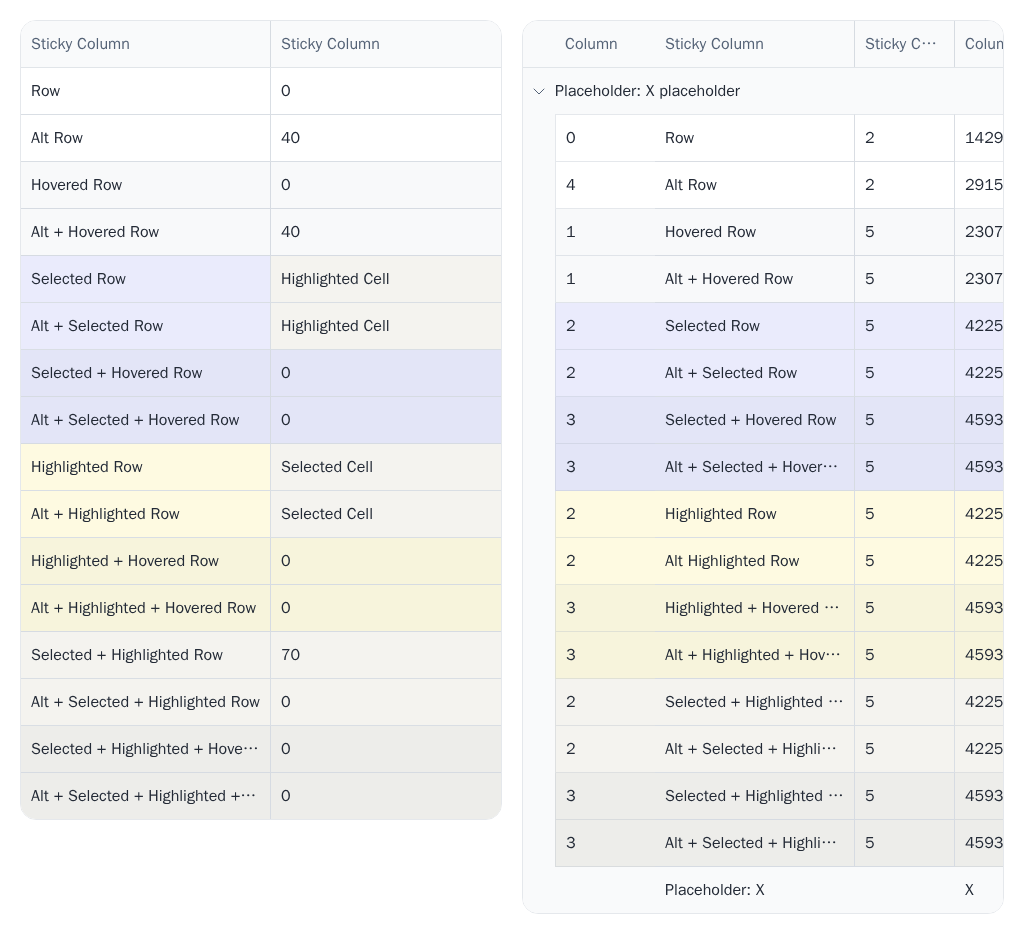 Sticky Column Sticky Column
Row 0
Alt Row 40
Hovered Row 0
Alt + Hovered Row 40
Selected Row Highlighted Cell
Alt + Selected Row Highlighted Cell
Selected + Hovered Row 0
Alt + Selected + Hovered Row 0
Highlighted Row Selected Cell
Alt + Highlighted Row Selected Cell
Highlighted + Hovered Row 0
Alt + Highlighted + Hovered Row 0
Selected + Highlighted Row 70
Alt + Selected + Highlighted Row 0
Selected + Highlighted + Hove… 0
Alt + Selected + Highlighted +… 0
Column Sticky Column Sticky C… Colum
Placeholder: X placeholder
0 Row 2 1429
4 Alt Row 2 2915
1 Hovered Row 5 2307
1 Alt + Hovered Row 5 2307
2 Selected Row 5 4225
2 Alt + Selected Row 5 4225
3 Selected + Hovered Row 5 4593
3 Alt + Selected + Hover… 5 4593
2 Highlighted Row 5 4225
2 Alt Highlighted Row 5 4225
3 Highlighted + Hovered … 5 4593
3 Alt + Highlighted + Hov… 5 4593
2 Selected + Highlighted … 5 4225
2 Alt + Selected + Highli… 5 4225
3 Selected + Highlighted … 5 4593
3 Alt + Selected + Highli… 5 4593
Placeholder: X X